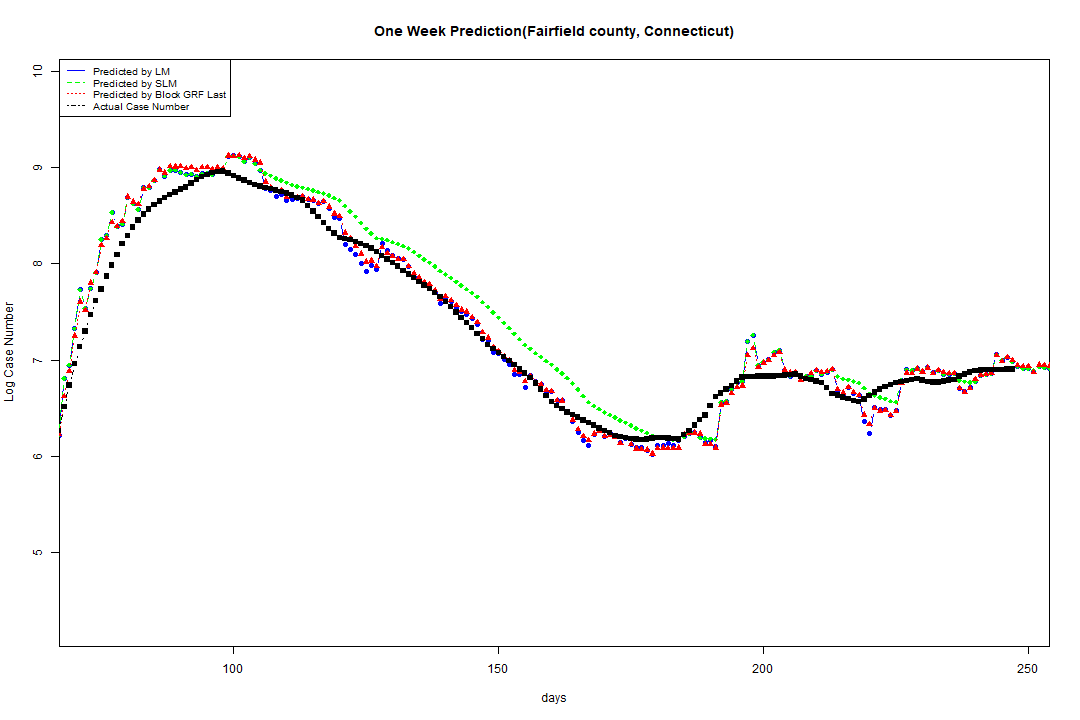 One Week Prediction(Fairfield county, Connecticut)
Predicted by LM
Predicted by SLM
Predicted by Block GRF Last
Actual Case Number
10
9
8
7
6
5
Log Case Number
100 150 200 250
days